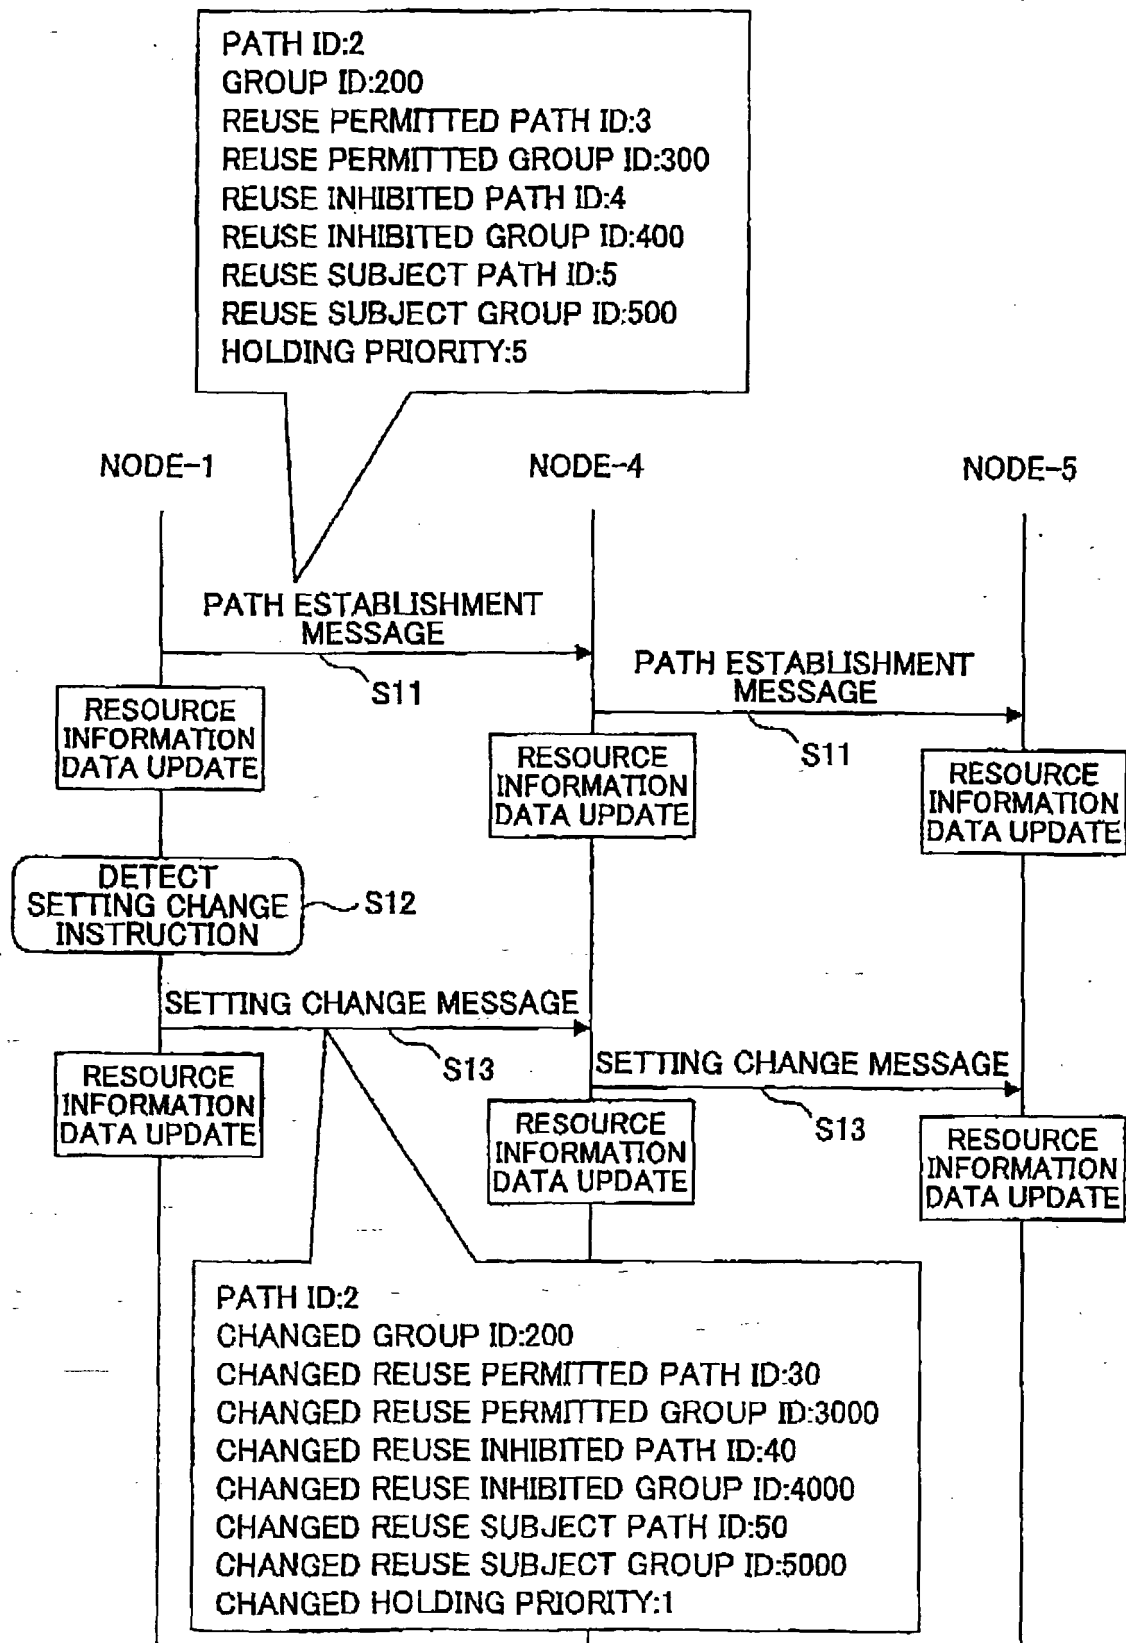 PATH ID:2
GROUP ID:200
REUSE PERMITTED PATH ID:3
REUSE PERMITTED GROUP ID:300
REUSE INHIBITED PATH ID:4
REUSE INHIBITED GROUP ID:400
REUSE SUBJECT PATH ID:5
REUSE SUBJECT GROUP ID:500
HOLDING PRIORITY:5
NODE-1
NODE-4
NODE-5
PATH ESTABLISHMENT
MESSAGE
S11
PATH ESTABLISHMENT
MESSAGE
S11
RESOURCE
INFORMATION
DATA UPDATE
RESOURCE
INFORMATION
DATA UPDATE
RESOURCE
INFORMATION
DATA UPDATE
DETECT
SETTING CHANGE
INSTRUCTION
S12
SETTING CHANGE MESSAGE
S13
SETTING CHANGE MESSAGE
S13
RESOURCE
INFORMATION
DATA UPDATE
RESOURCE
INFORMATION
DATA UPDATE
RESOURCE
INFORMATION
DATA UPDATE
PATH ID:2
CHANGED GROUP ID:200
CHANGED REUSE PERMITTED PATH ID:30
CHANGED REUSE PERMITTED GROUP ID:3000
CHANGED REUSE INHIBITED PATH ID:40
CHANGED REUSE INHIBITED GROUP ID:4000
CHANGED REUSE SUBJECT PATH ID:50
CHANGED REUSE SUBJECT GROUP ID:5000
CHANGED HOLDING PRIORITY:1